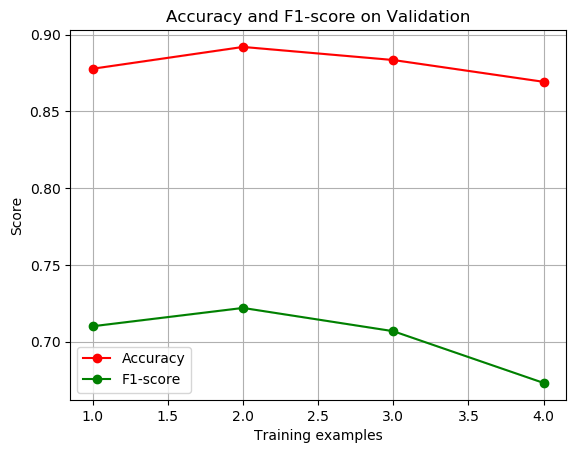 Accuracy and F1-score on Validation
Score
0.90
0.85
0.80
0.75
0.70
Accuracy
F1-score
1.0 1.5 2.0 2.5 3.0 3.5 4.0
Training examples